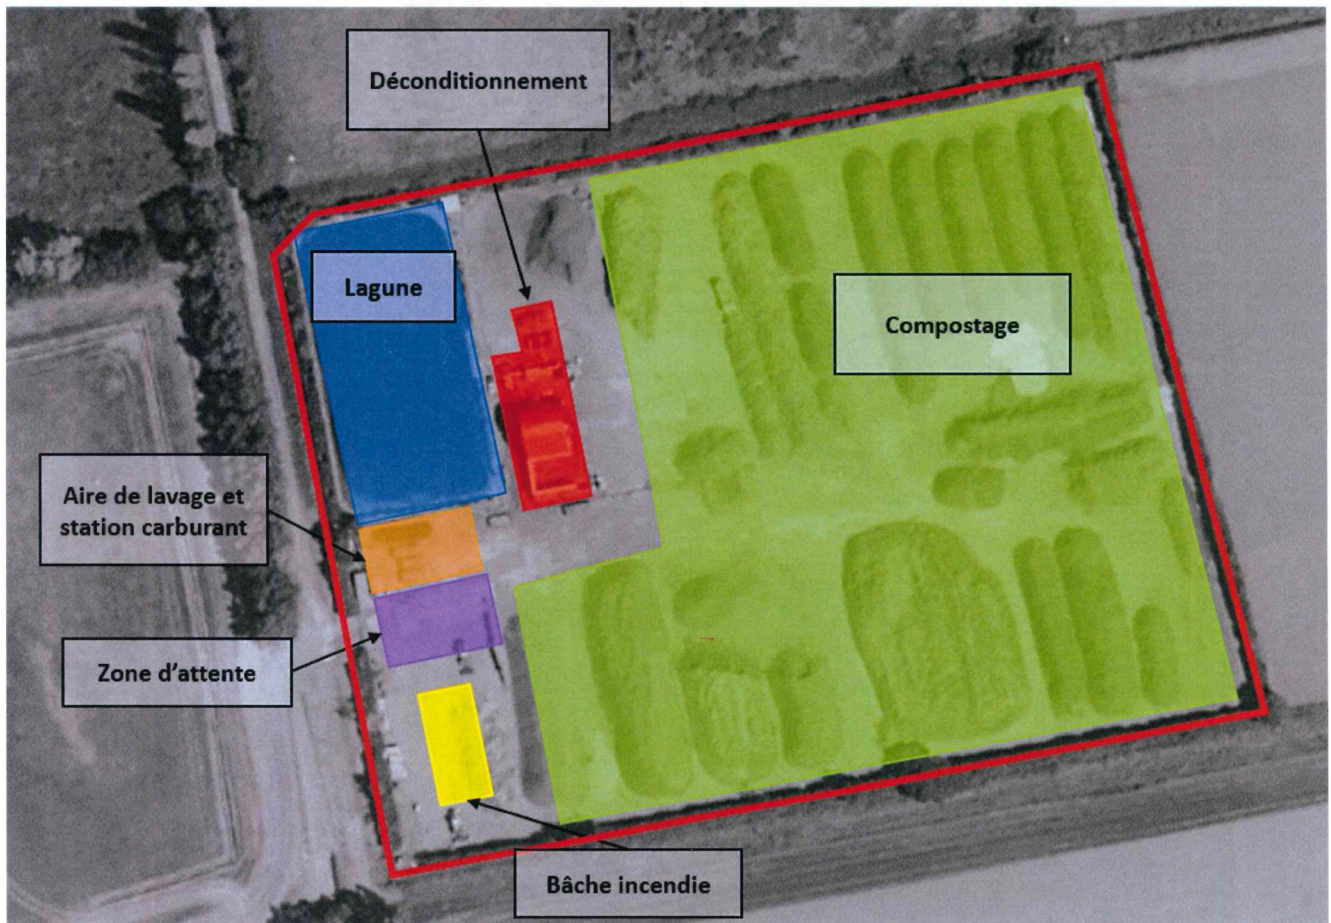 Déconditionnement
Lagune
Compostage
Aire de lavage et
station carburant
Zone d'attente
Bâche incendie